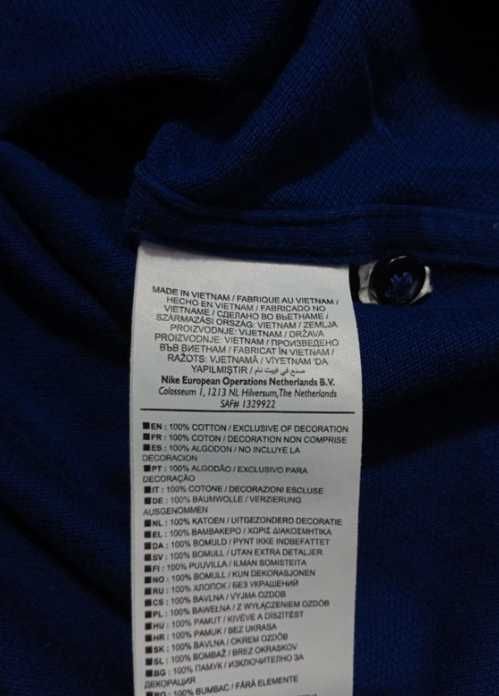 MADE IN VIETNAM / FABRIQUE AU VIETNAM /
HECHO EN VIETNAM / FABRICADO NO
VIETNAME / СДЕЛАНО ВО ВЬЕТНАМЕ /
SZÁRMAZÁSI ORSZÁG: VIETNAM / ZEMLJA
PROIZVODNJE: VIJETNAM / DRŽAVA
PROIZVODNJE: VIETNAM / ПРОИЗВЕДЕНО
ВЪВ ВИЕТНАМ / FABRICAT ÎN VIETNAM /
RAŽOTS: VJETNAMĀ / VİYETNAM 'DA
YAPILMIŞTIR / صنع في فييت نام
Nike European Operations Netherlands B.V.
Colosseum 1, 1213 NL Hilversum, The Netherlands
SAF# 1329922
EN : 100% COTTON / EXCLUSIVE OF DECORATION
FR : 100% COTON / DECORATION NON COMPRISE
ES : 100% ALGODON / NO INCLUYE LA
DECORACION
PT : 100% ALGODÃO / EXCLUSIVO PARA
DECORAÇÃO
IT : 100% COTONE / DECORAZIONI ESCLUSE
DE : 100% BAUMWOLLE / VERZIERUNG
AUSGENOMMEN
NL : 100% KATOEN / UITGEZONDERD DECORATIE
EL : 100% ΒΑΜΒΑΚΕΡΟ / ΧΩΡΙΣ ΔΙΑΚΟΣΜΗΤΙΚΑ
DA : 100% BOMULD / PYNT IKKE INDBEFATTET
SV : 100% BOMULL / UTAN EXTRA DETALJER
FI : 100% PUUVILLA / ILMAN SOMISTEITA
NO : 100% BOMULL / KUN DEKORASJONEN
RU : 100% ХЛОПОК / БЕЗ УКРАШЕНИЙ
CS : 100% BAVLNA / VYJMA OZDOB
PL : 100% BAWEŁNA / Z WYŁĄCZENIEM OZDÓB
HU : 100% PAMUT / KIVÉVE A DÍSZÍTÉST
HR : 100% PAMUK / BEZ UKRASA
SK : 100% BAVLNA / OKREM OZDÔB
SL : 100% BOMBAŽ / BREZ OKRASKOV
BG : 100% ПАМУК / ИЗКЛЮЧИТЕЛНО ЗА
ДЕКОРАЦИЯ
RO : 100% BUMBAC / FĂRĂ ELEMENTE